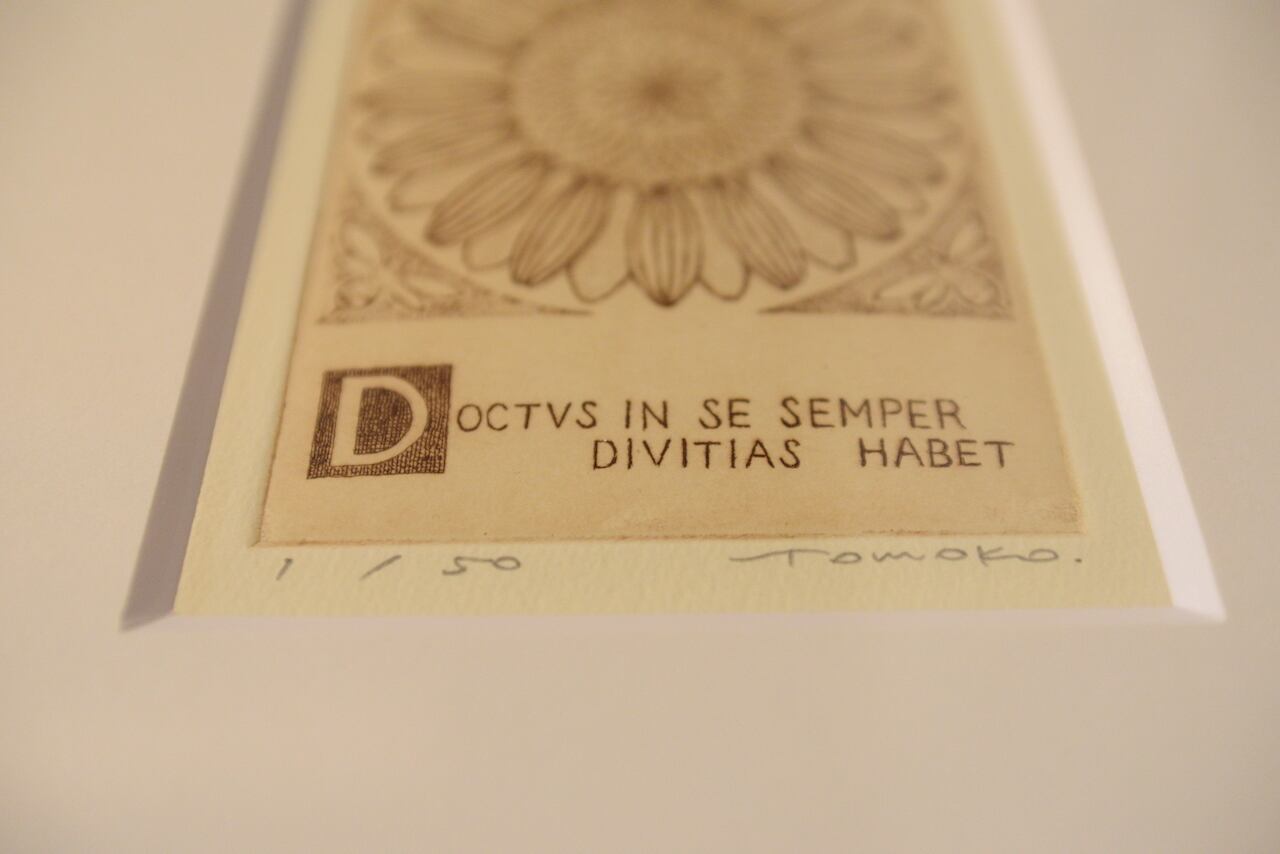 DOCTVS IN SE SEMPER
DIVITIAS HABET
1 / 50 Tomoko.